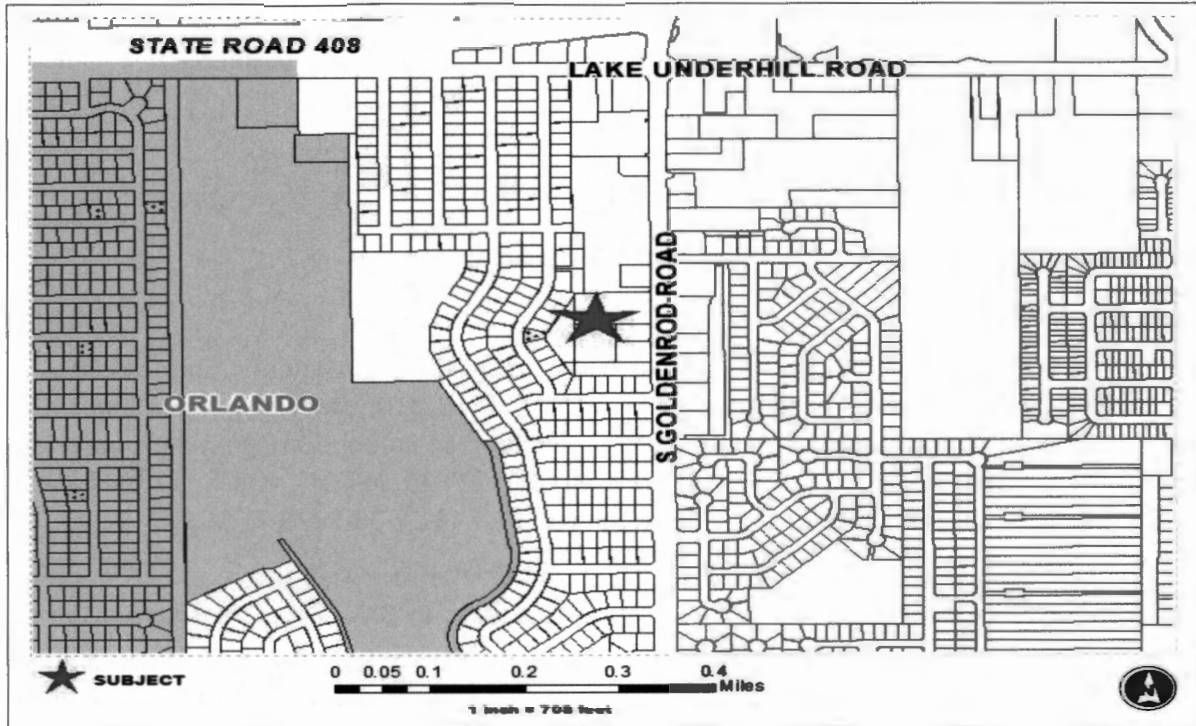 STATE ROAD 408
LAKE UNDERHILL ROAD
S.GOLDENROD ROAD
ORLANDO
SUBJECT
0 0.05 0.1 0.2 0.3 0.4
Miles
1 inch = 708 feet